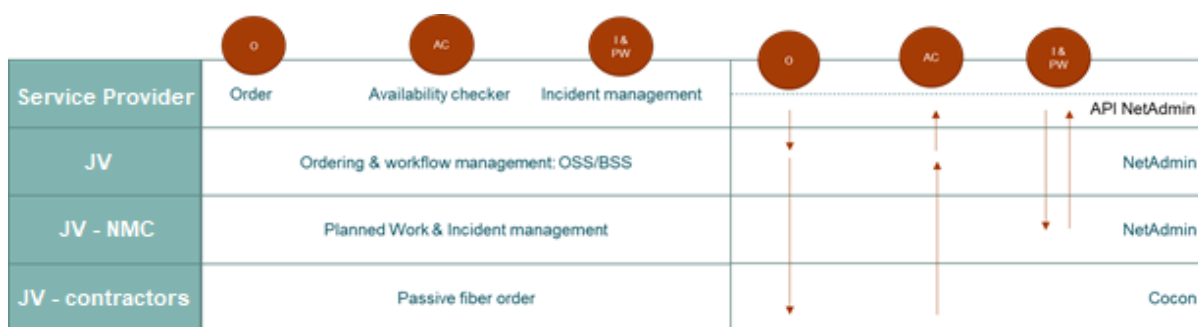 O
AC
I &
PW
O
AC
I &
PW
Service Provider
Order
Availability checker
Incident management
API NetAdmin
JV
Ordering & workflow management: OSS/BSS
NetAdmin
JV - NMC
Planned Work & Incident management
NetAdmin
JV - contractors
Passive fiber order
Cocon